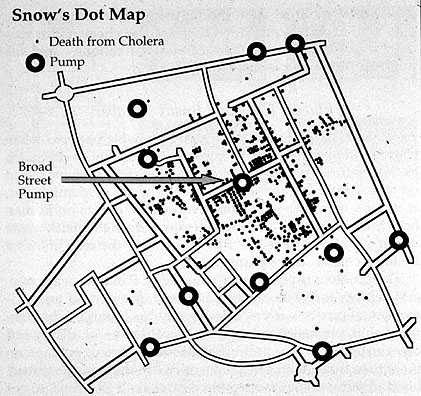 Snow's Dot Map
Death from Cholera
Pump
Broad
Street
Pump